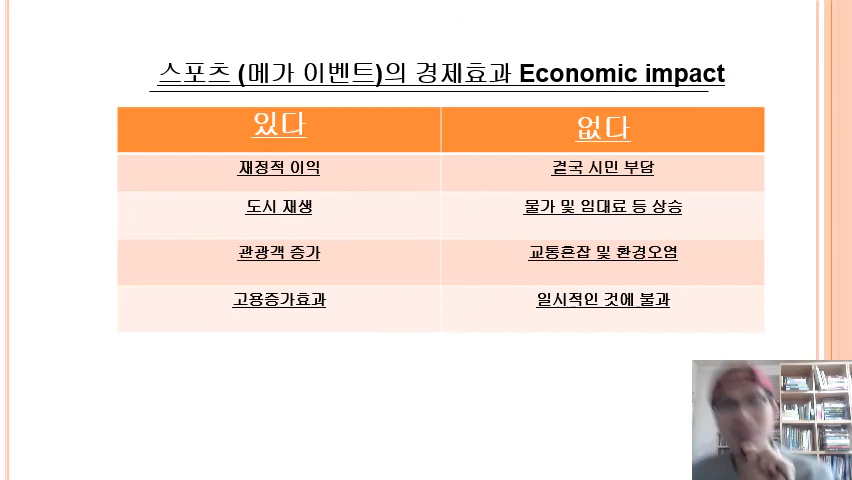 스포츠 (메가 이벤트)의 경제효과 Economic impact
있다 없다
재정적 이익 결국 시민 부담
도시 재생 물가 및 임대료 등 상승
관광객 증가 교통혼잡 및 환경오염
고용증가효과 일시적인 것에 불과